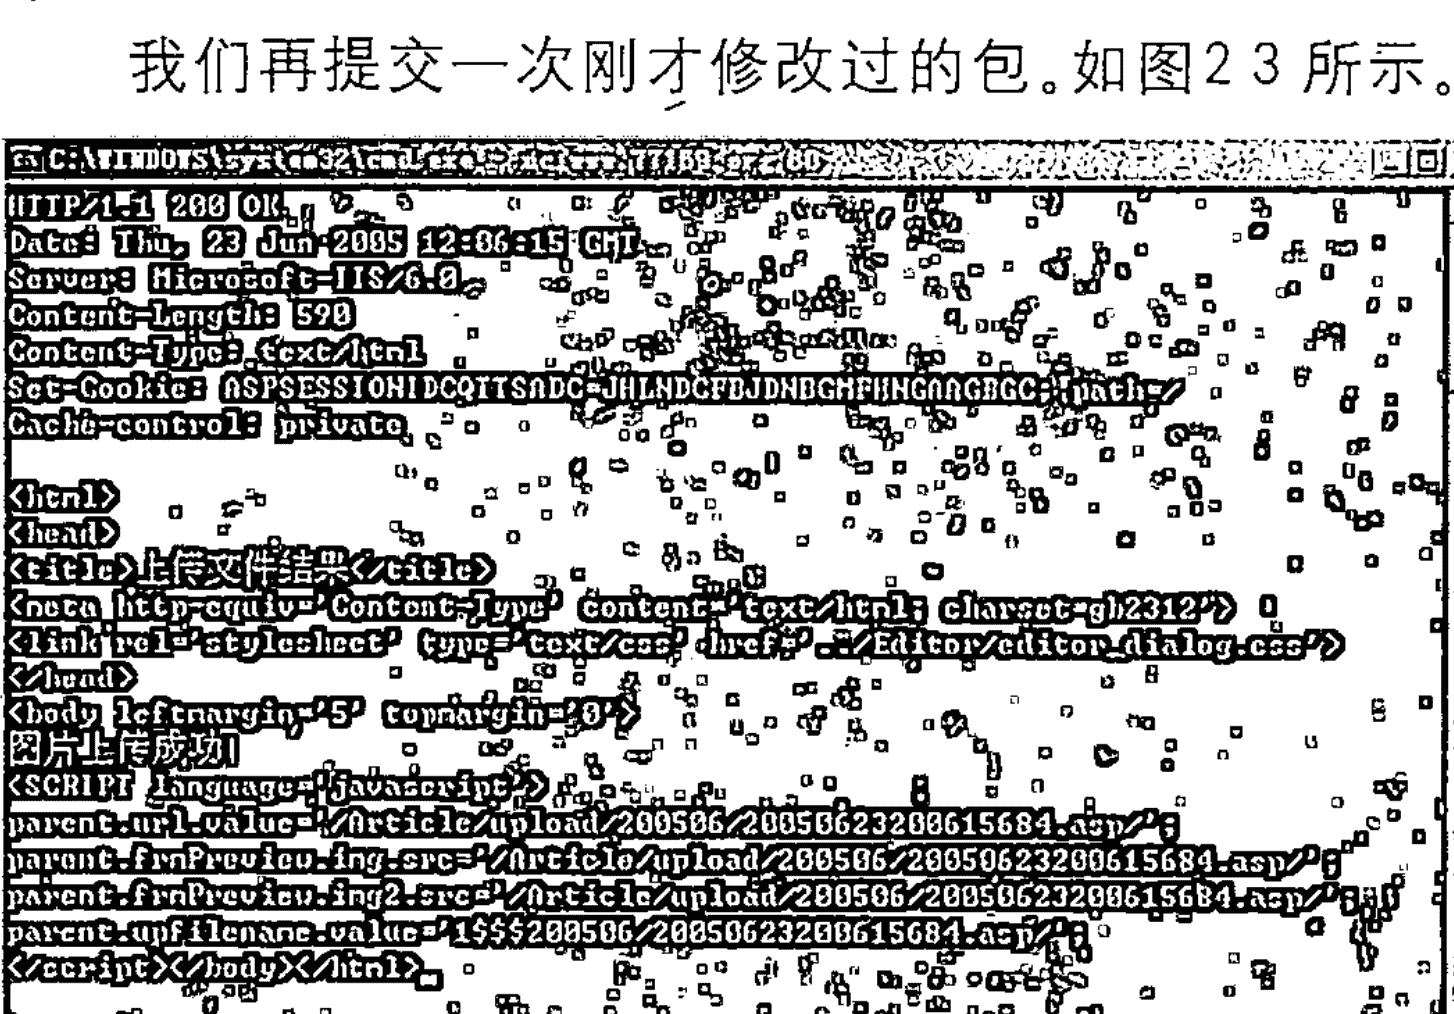 我们再提交一次刚才修改过的包。如图23所示。
C:\WINDOWS\system32\cmd.exe
HTTP/1.1 200 OK
Date: Thu, 23 Jun 2005 12:06:15 GMT
Server: Microsoft-IIS/6.0
Content-Length: 590
Content-Type: text/html
Set-Cookie: path=/
Cache-control: private
<html>
<head>
<title>上传文件结果</title>
<meta http-equiv='Content-Type' content='text/html; charset=gb2312'>
<link rel='stylesheet' type='text/css' href='../Editor/editor_dialog.css'>
</head>
<body leftmargin='5' topmargin='0'>
图片上传成功!
<SCRIPT language='javascript'>
parent.url.value='/Article/upload/200506/20050623200615684.asp/';
parent.frmPreview.img.src='/Article/upload/200506/20050623200615684.asp/';
parent.frmPreview.img2.src='/Article/upload/200506/20050623200615684.asp/';
parent.upfilename.value='1$$$200506/20050623200615684.asp/';
</script></body></html>